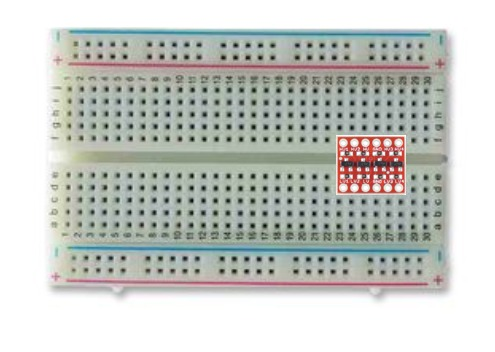 - -
+ +
1 2 3 4 5 6 7 8 9 10 11 12 13 14 15 16 17 18 19 20 21 22 23 24 25 26 27 28 29 30
j j
i i
h h
g g
f f
e e
d d
c c
b b
a a
1 2 3 4 5 6 7 8 9 10 11 12 13 14 15 16 17 18 19 20 21 22 23 24 25 26 27 28 29 30
- -
+ +